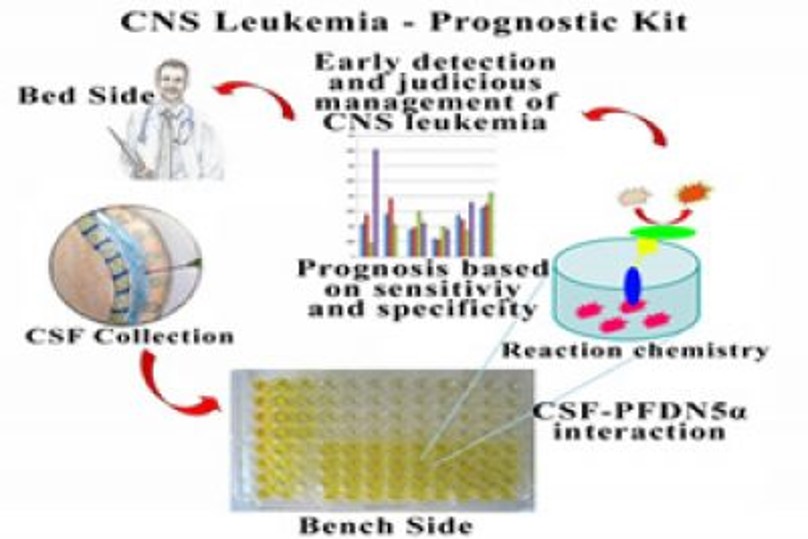 CNS Leukemia - Prognostic Kit
Bed Side
Early detection
and judicious
management of
CNS leukemia
Prognosis based
on sensitiviy
and specificity
CSF Collection
Reaction chemistry
CSF-PFDN5α
interaction
Bench Side